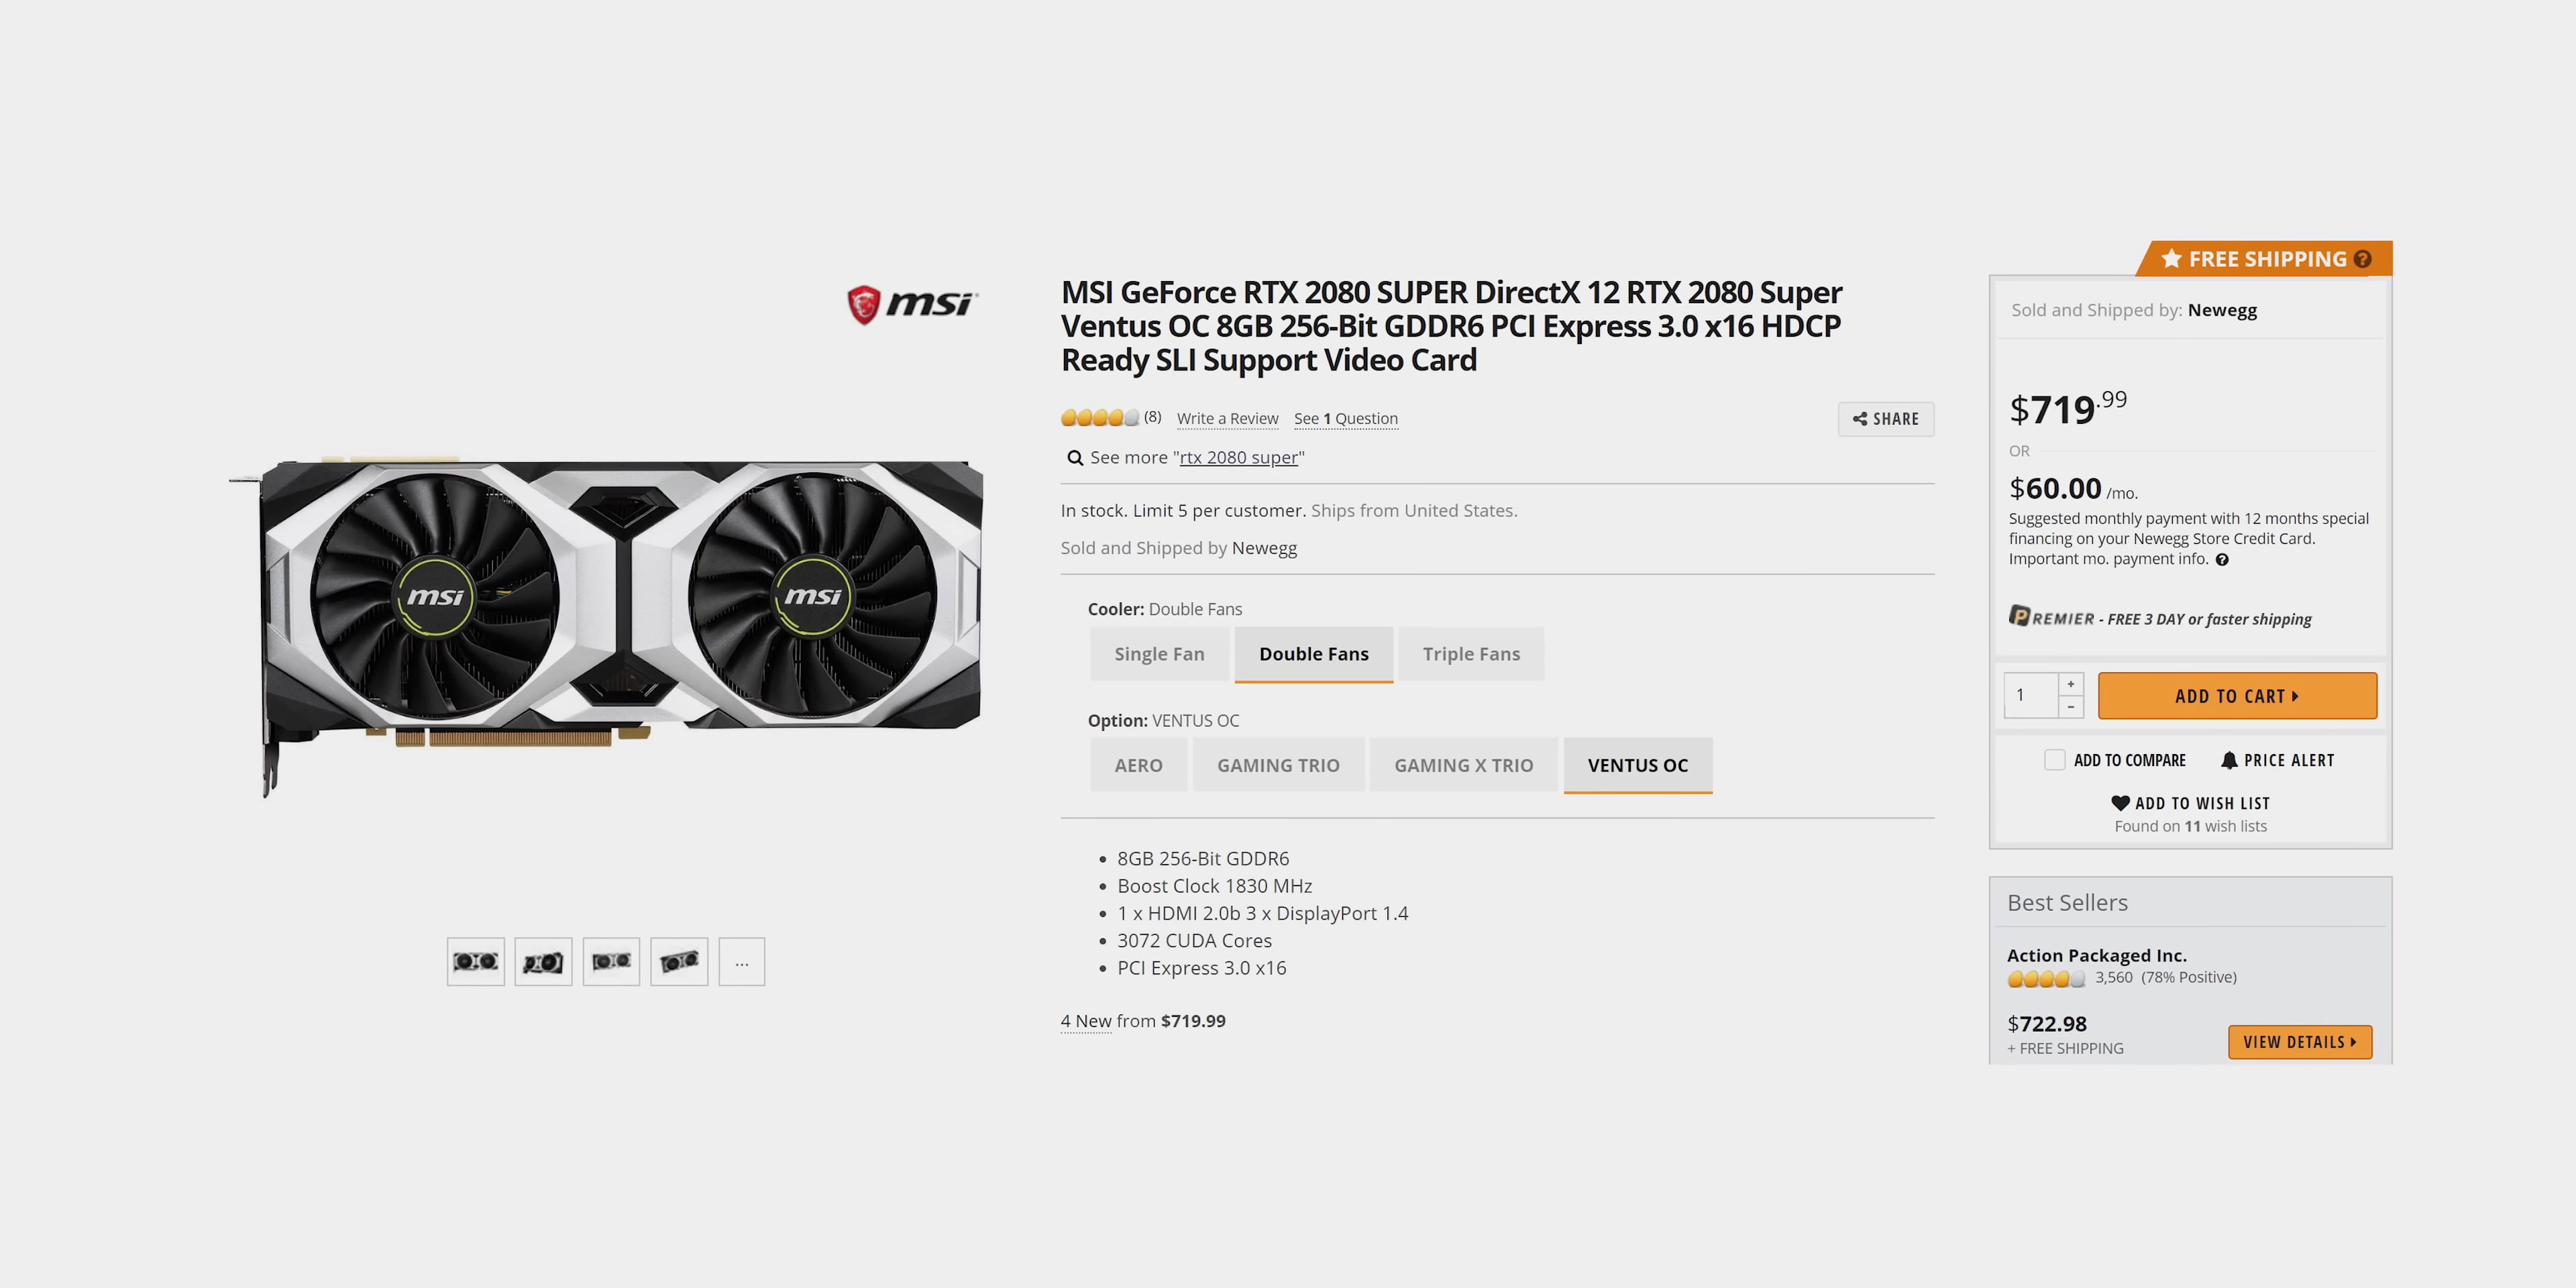 msi
msi
msi
MSI GeForce RTX 2080 SUPER DirectX 12 RTX 2080 Super
Ventus OC 8GB 256-Bit GDDR6 PCI Express 3.0 x16 HDCP
Ready SLI Support Video Card
(8) Write a Review See 1 Question
SHARE
See more "rtx 2080 super"
In stock. Limit 5 per customer. Ships from United States.
Sold and Shipped by Newegg
Cooler: Double Fans
Single Fan Double Fans Triple Fans
Option: VENTUS OC
AERO GAMING TRIO GAMING X TRIO VENTUS OC
• 8GB 256-Bit GDDR6
• Boost Clock 1830 MHz
• 1 x HDMI 2.0b 3 x DisplayPort 1.4
• 3072 CUDA Cores
• PCI Express 3.0 x16
4 New from $719.99
...
FREE SHIPPING ?
Sold and Shipped by: Newegg
$719.99
OR
$60.00 /mo.
Suggested monthly payment with 12 months special
financing on your Newegg Store Credit Card.
Important mo. payment info. ?
PREMIER - FREE 3 DAY or faster shipping
1 + −
ADD TO CART
ADD TO COMPARE PRICE ALERT
ADD TO WISH LIST
Found on 11 wish lists
Best Sellers
Action Packaged Inc.
3,560 (78% Positive)
$722.98
+ FREE SHIPPING
VIEW DETAILS